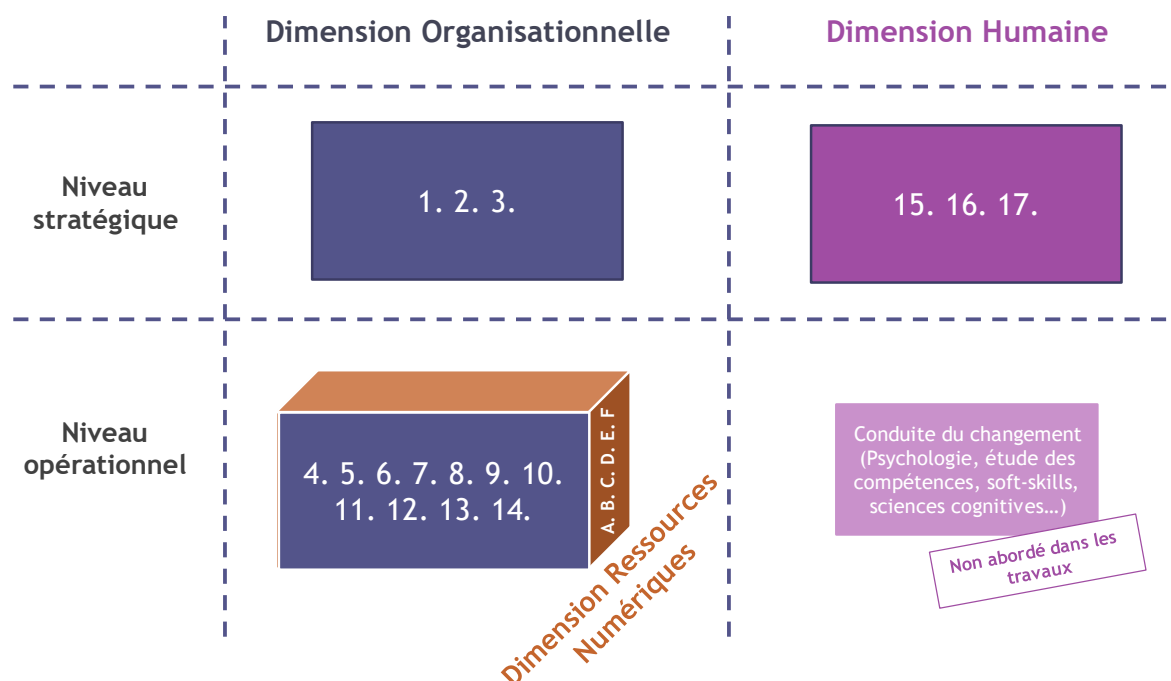 Dimension Organisationnelle
Dimension Humaine
Niveau
stratégique
1. 2. 3.
15. 16. 17.
Niveau
opérationnel
4. 5. 6. 7. 8. 9. 10.
11. 12. 13. 14.
A. B. C. D. E. F
Dimension Ressources
Numériques
Conduite du changement
(Psychologie, étude des
compétences, soft-skills,
sciences cognitives…)
Non abordé dans les
travaux